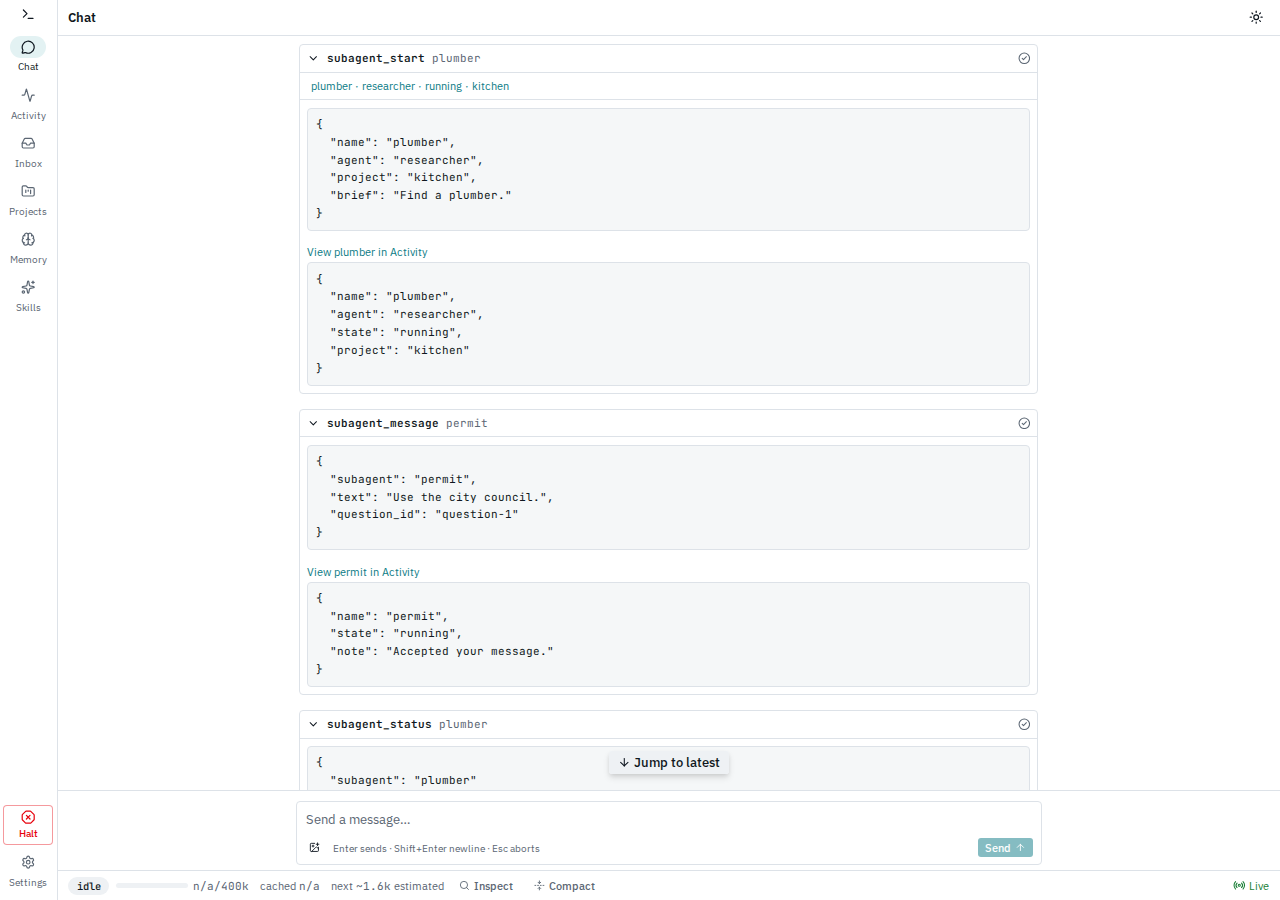 Chat
Chat
Activity
Inbox
Projects
Memory
Skills
Halt
Settings
subagent_start plumber
plumber · researcher · running · kitchen
{
"name": "plumber",
"agent": "researcher",
"project": "kitchen",
"brief": "Find a plumber."
}
View plumber in Activity
{
"name": "plumber",
"agent": "researcher",
"state": "running",
"project": "kitchen"
}
subagent_message permit
{
"subagent": "permit",
"text": "Use the city council.",
"question_id": "question-1"
}
View permit in Activity
{
"name": "permit",
"state": "running",
"note": "Accepted your message."
}
subagent_status plumber
{
"subagent": "plumber"
Jump to latest
Send a message…
Enter sends · Shift+Enter newline · Esc aborts
Send
idle n/a/400k cached n/a next ~1.6k estimated Inspect Compact Live